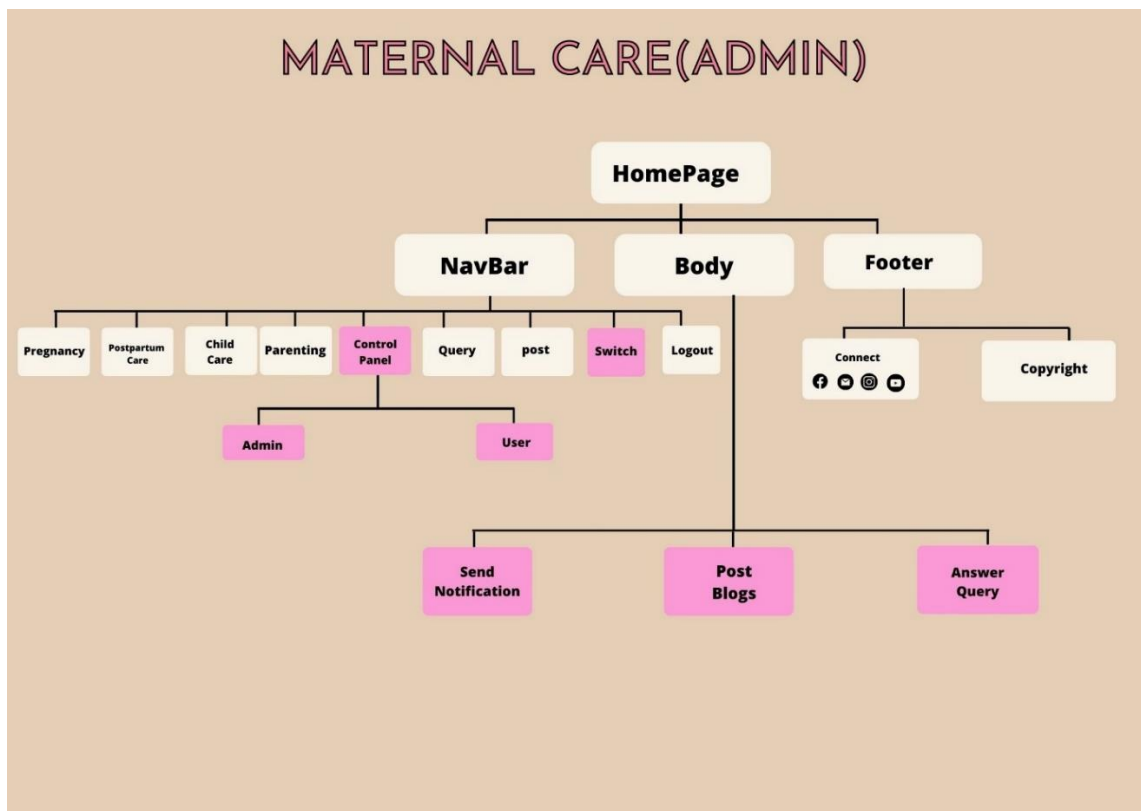 MATERNAL CARE(ADMIN)
HomePage
NavBar
Body
Footer
Pregnancy
Postpartum
Care
Child
Care
Parenting
Control
Panel
Query
post
Switch
Logout
Connect
Copyright
Admin
User
Send
Notification
Post
Blogs
Answer
Query